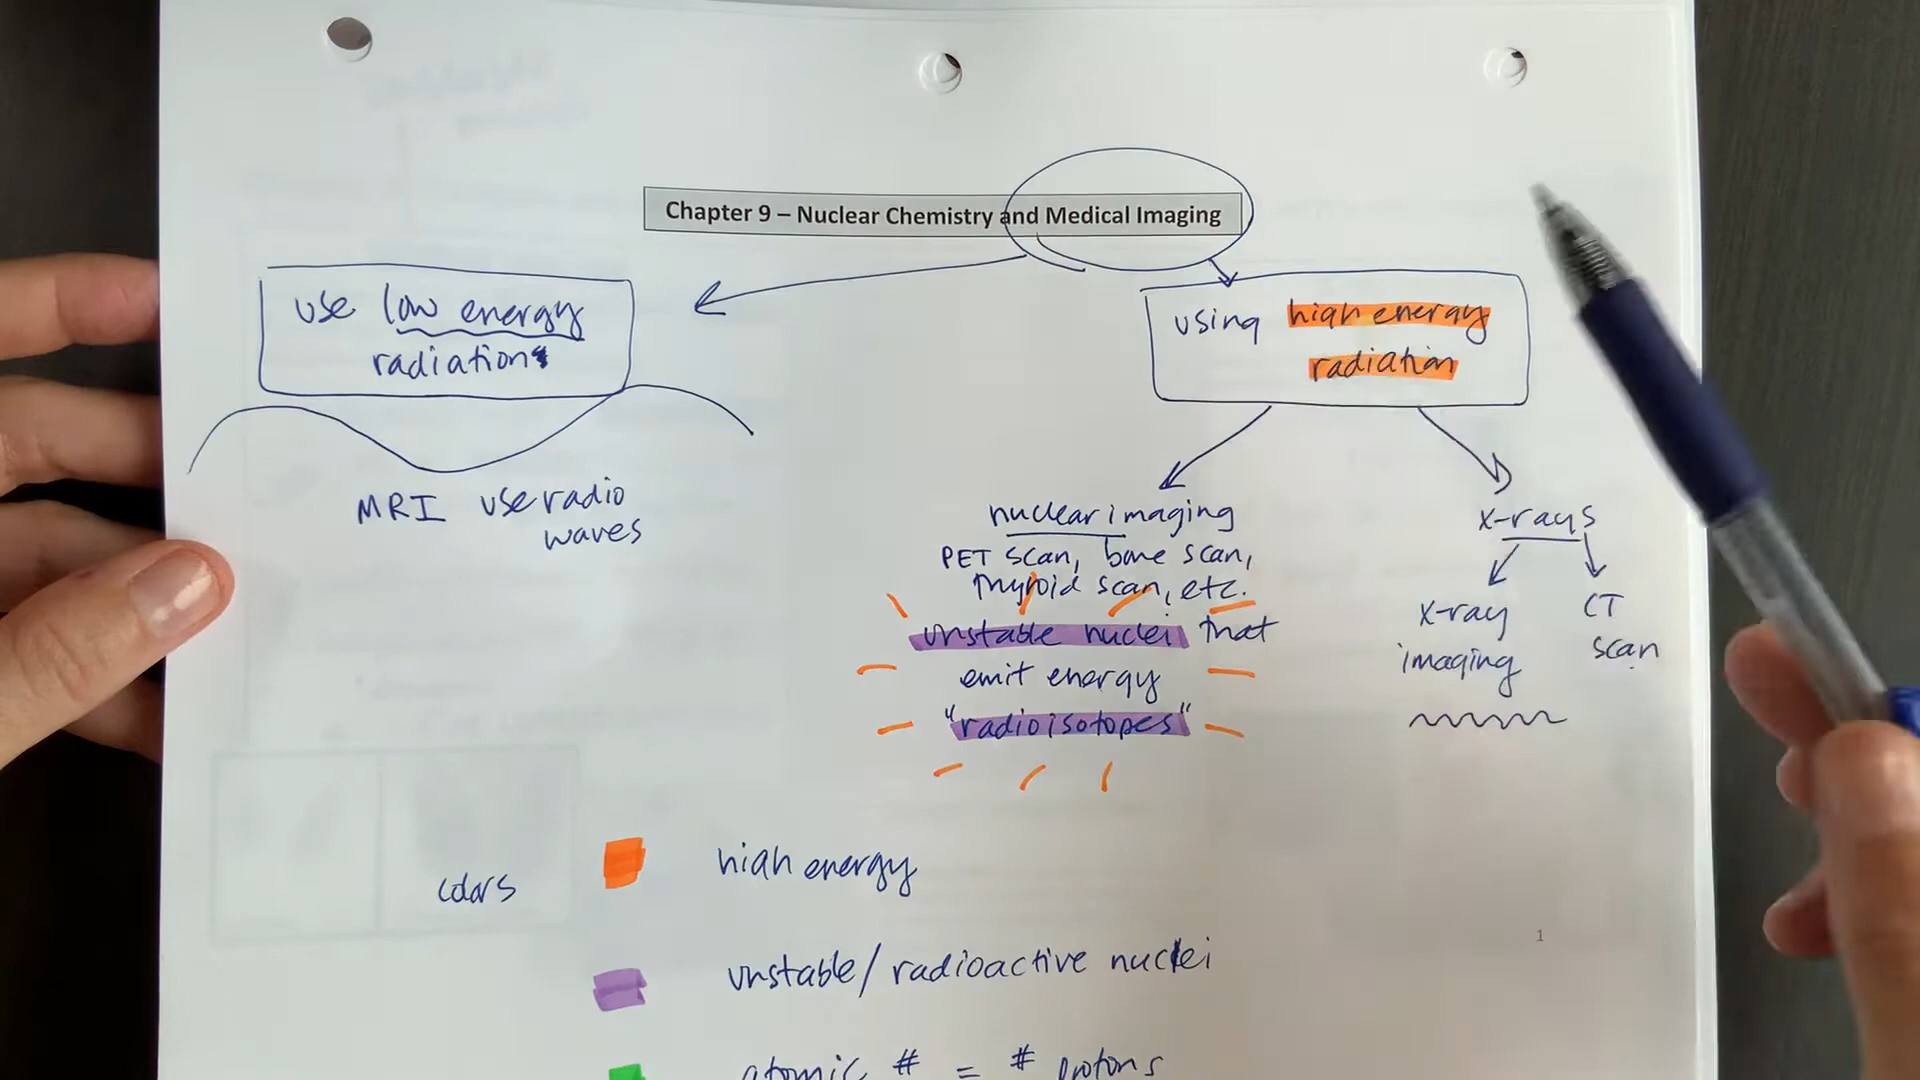 Chapter 9 – Nuclear Chemistry and Medical Imaging
use low energy
radiation
MRI use radio
waves
using high energy
radiation
nuclear imaging
PET scan, bone scan,
thyroid scan, etc.
unstable nuclei that
emit energy
"radioisotopes"
x-rays
x-ray
imaging
CT
scan
colors
high energy
unstable/radioactive nuclei
atomic # = # protons
1